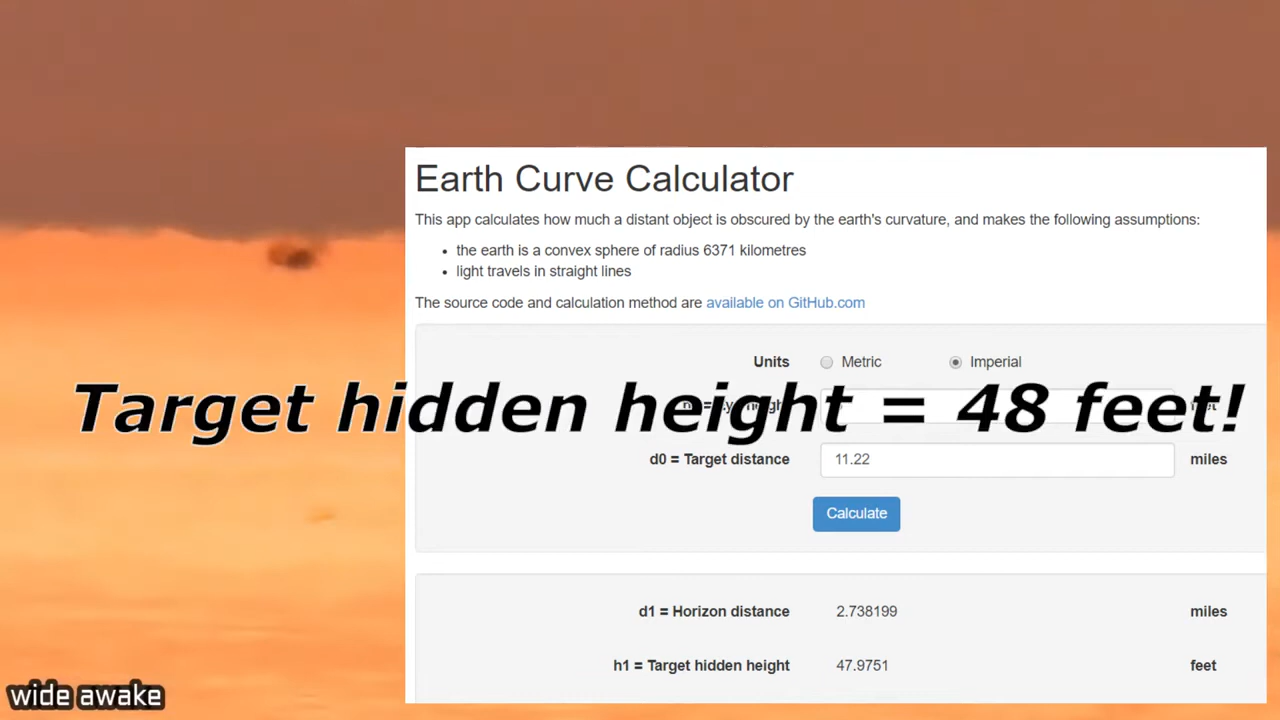 Earth Curve Calculator
This app calculates how much a distant object is obscured by the earth's curvature, and makes the following assumptions:
• the earth is a convex sphere of radius 6371 kilometres
• light travels in straight lines
The source code and calculation method are available on GitHub.com
Units Metric Imperial
Target hidden height = 48 feet!
feet
d0 = Target distance 11.22 miles
Calculate
d1 = Horizon distance 2.738199 miles
h1 = Target hidden height 47.9751 feet
wide awake